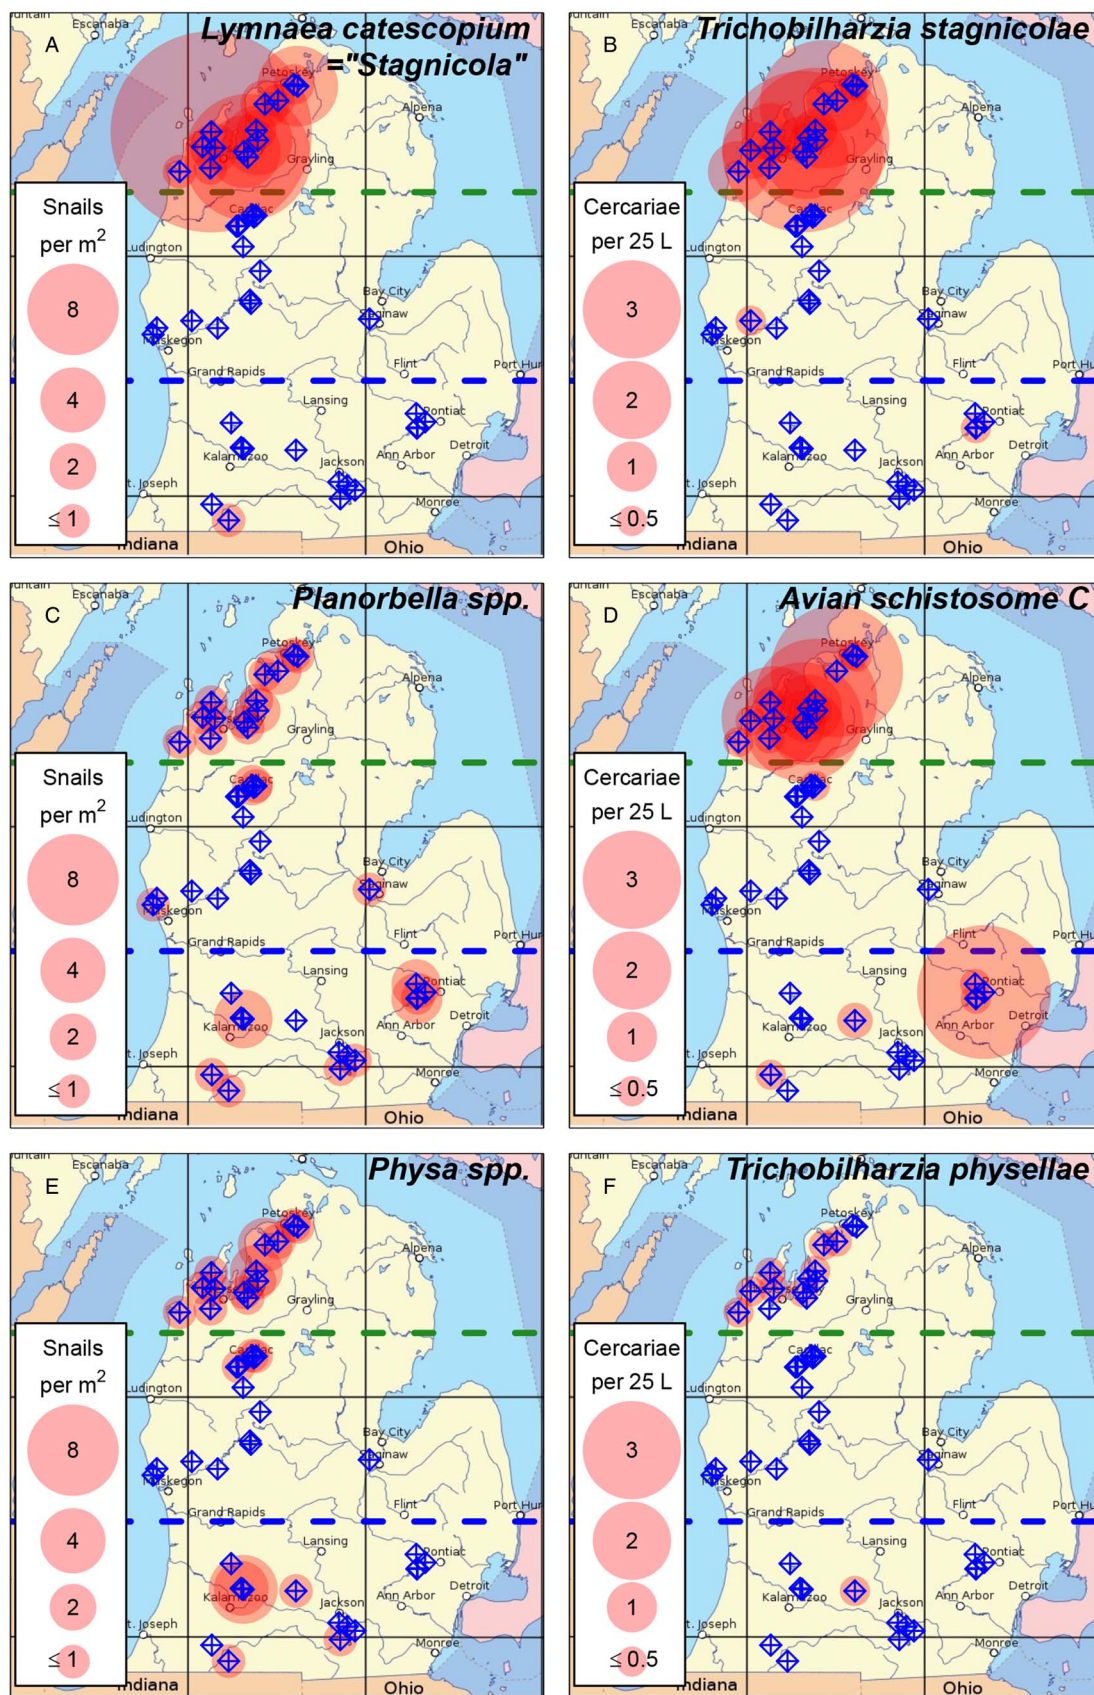 A
Lymnaea catescopium
="Stagnicola"
Escanaba
Petoskey
Alpena
Grayling
Cadillac
Ludington
Bay City
Saginaw
Muskegon
Flint
Port Hu
Grand Rapids
Lansing
Pontiac
Kalamazoo
Jackson
Ann Arbor
Detroit
t. Joseph
Monroe
Indiana
Ohio
Snails
per m2
8
4
2
≤ 1
B
Trichobilharzia stagnicolae
Escanaba
Petoskey
Alpena
Grayling
Cadillac
Ludington
Bay City
Saginaw
Muskegon
Flint
Port Hu
Grand Rapids
Lansing
Pontiac
Kalamazoo
Jackson
Ann Arbor
Detroit
t. Joseph
Monroe
Indiana
Ohio
Cercariae
per 25 L
3
2
1
≤ 0.5
C
Planorbella spp.
Escanaba
Petoskey
Alpena
Grayling
Cadillac
Ludington
Bay City
Saginaw
Muskegon
Flint
Port Hu
Grand Rapids
Lansing
Pontiac
Kalamazoo
Jackson
Ann Arbor
Detroit
t. Joseph
Monroe
Indiana
Ohio
Snails
per m2
8
4
2
≤ 1
D
Avian schistosome C
Escanaba
Petoskey
Alpena
Grayling
Cadillac
Ludington
Bay City
Saginaw
Muskegon
Flint
Port Hu
Grand Rapids
Lansing
Pontiac
Kalamazoo
Jackson
Ann Arbor
Detroit
t. Joseph
Monroe
Indiana
Ohio
Cercariae
per 25 L
3
2
1
≤ 0.5
E
Physa spp.
Escanaba
Petoskey
Alpena
Grayling
Cadillac
Ludington
Bay City
Saginaw
Muskegon
Flint
Port Hu
Grand Rapids
Lansing
Pontiac
Kalamazoo
Jackson
Ann Arbor
Detroit
t. Joseph
Monroe
Indiana
Ohio
Snails
per m2
8
4
2
≤ 1
F
Trichobilharzia physellae
Escanaba
Petoskey
Alpena
Grayling
Cadillac
Ludington
Bay City
Saginaw
Muskegon
Flint
Port Hu
Grand Rapids
Lansing
Pontiac
Kalamazoo
Jackson
Ann Arbor
Detroit
t. Joseph
Monroe
Indiana
Ohio
Cercariae
per 25 L
3
2
1
≤ 0.5